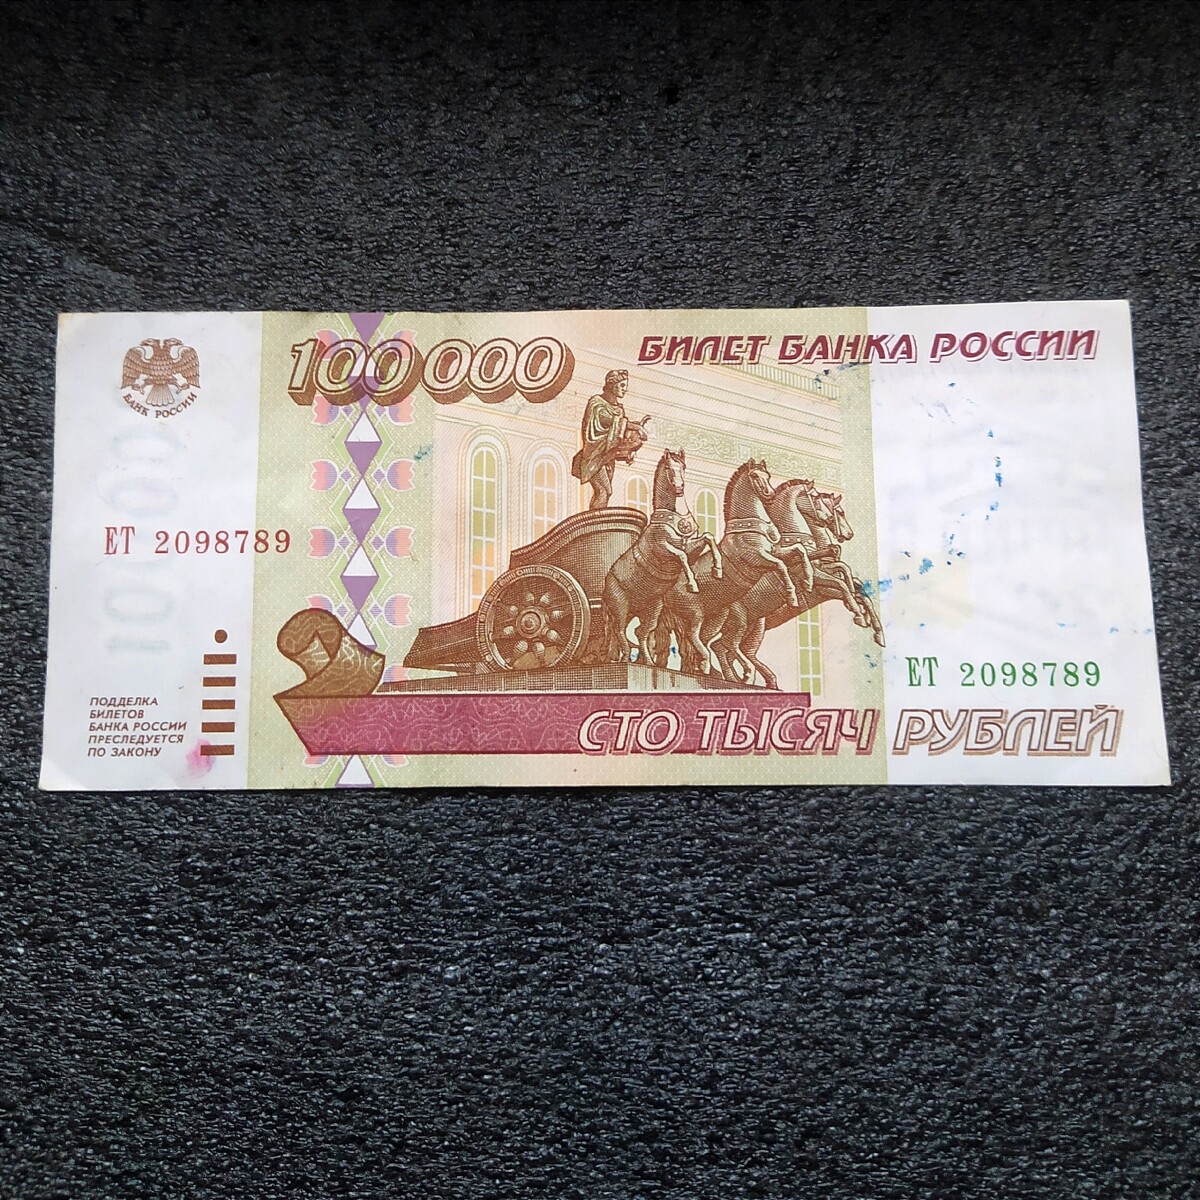 100 000
БИЛЕТ БАНКА РОССИИ
БАНК РОССИИ
ЕТ 2098789
ЕТ 2098789
ПОДДЕЛКА
БИЛЕТОВ
БАНКА РОССИИ
ПРЕСЛЕДУЕТСЯ
ПО ЗАКОНУ
СТО ТЫСЯЧ РУБЛЕЙ